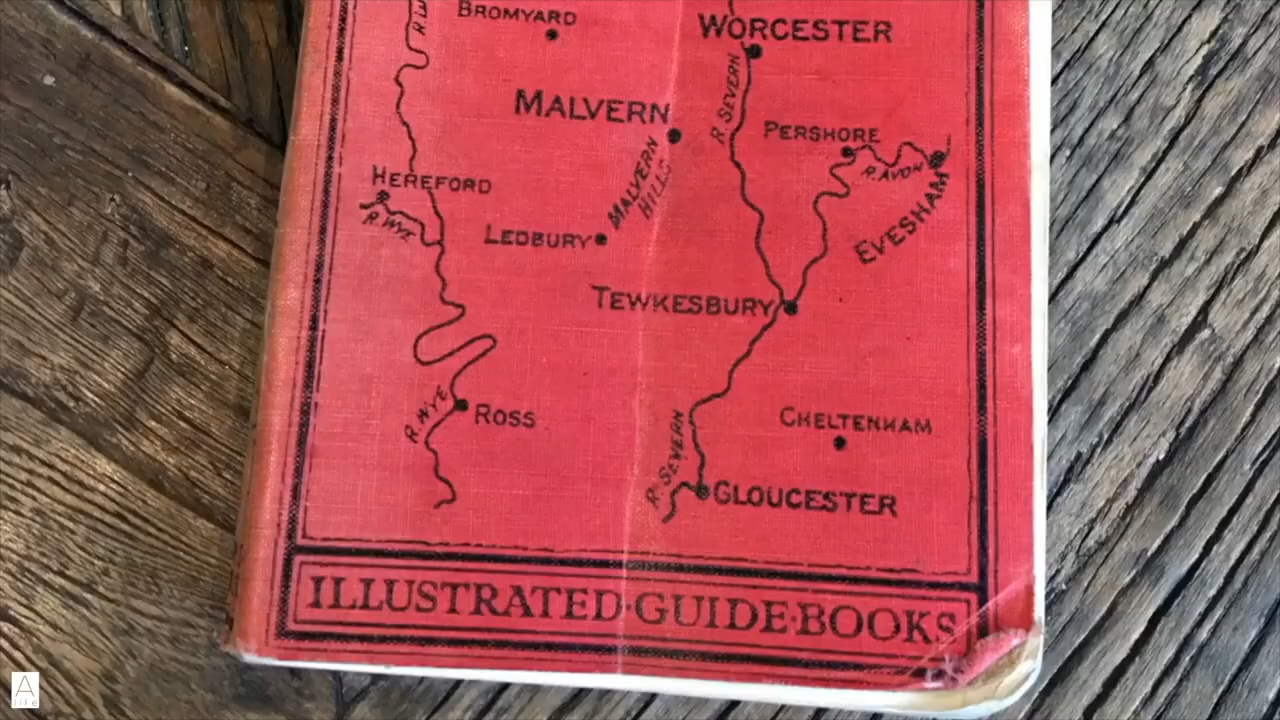 BROMYARD
WORCESTER
R. SEVERN
MALVERN
PERSHORE
R. AVON
MALVERN
HILLS
HEREFORD
R. WYE
EVESHAM
LEDBURY
TEWKESBURY
R. WYE
ROSS
CHELTENHAM
R. SEVERN
GLOUCESTER
ILLUSTRATED·GUIDE·BOOKS
A
life